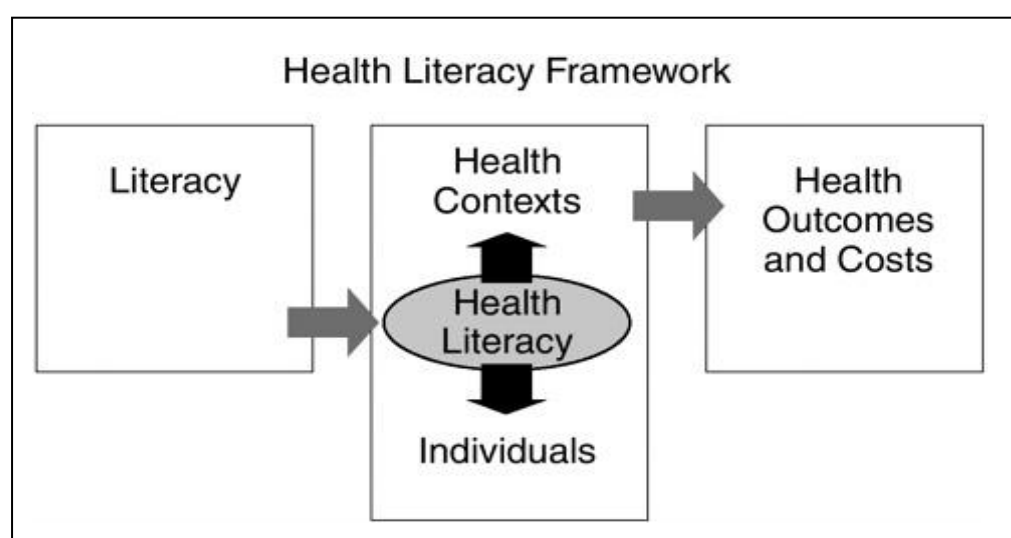 Health Literacy Framework
Literacy
Health
Contexts
Health
Literacy
Individuals
Health
Outcomes
and Costs